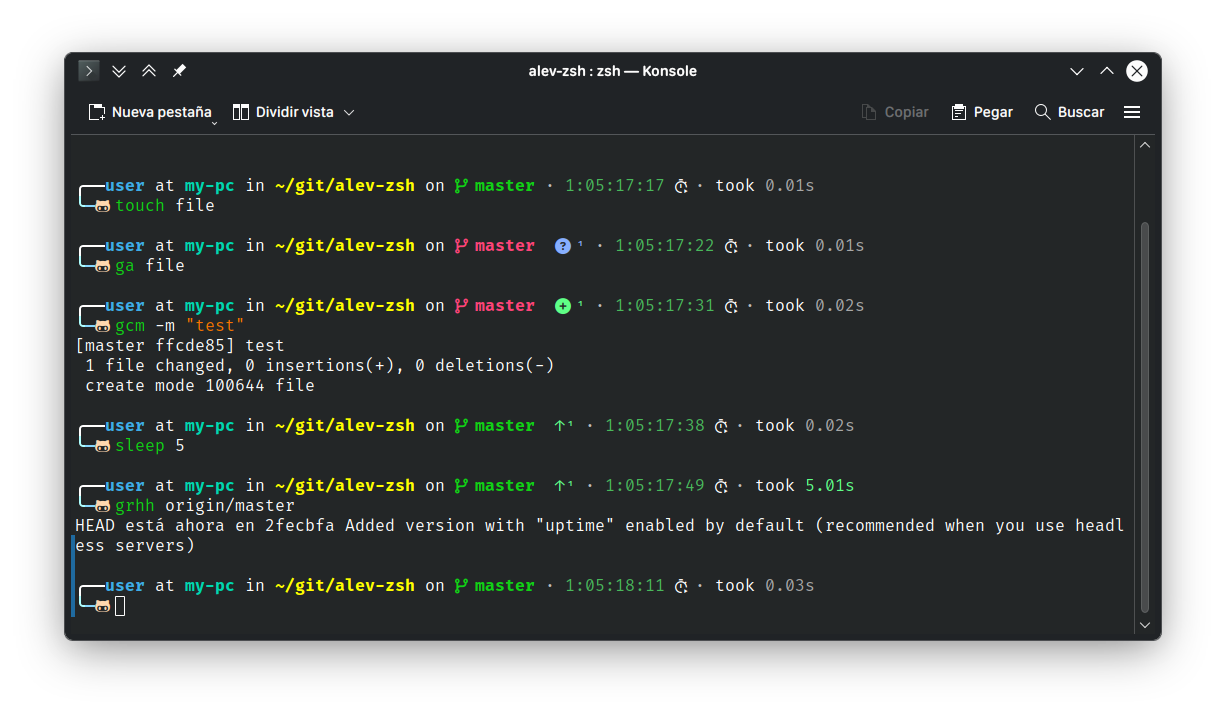 alev-zsh : zsh — Konsole
Nueva pestaña Dividir vista Copiar Pegar Buscar
user at my-pc in ~/git/alev-zsh on master · 1:05:17:17 · took 0.01s
touch file
user at my-pc in ~/git/alev-zsh on master ? ¹ · 1:05:17:22 · took 0.01s
ga file
user at my-pc in ~/git/alev-zsh on master + ¹ · 1:05:17:31 · took 0.02s
gcm -m "test"
[master ffcde85] test
1 file changed, 0 insertions(+), 0 deletions(-)
create mode 100644 file
user at my-pc in ~/git/alev-zsh on master ↑¹ · 1:05:17:38 · took 0.02s
sleep 5
user at my-pc in ~/git/alev-zsh on master ↑¹ · 1:05:17:49 · took 5.01s
grhh origin/master
HEAD está ahora en 2fecbfa Added version with "uptime" enabled by default (recommended when you use headl
ess servers)
user at my-pc in ~/git/alev-zsh on master · 1:05:18:11 · took 0.03s